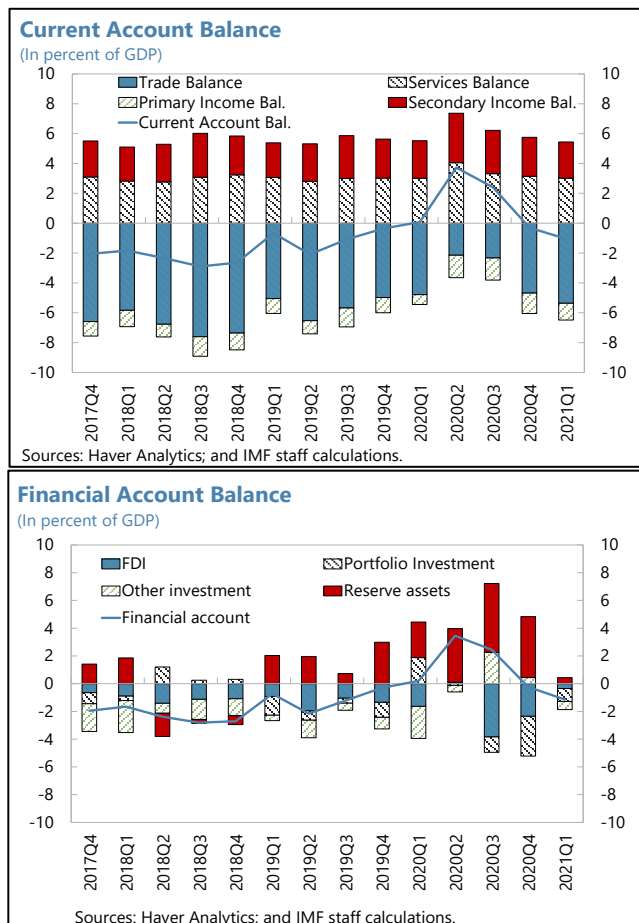 Current Account Balance
(In percent of GDP)
10 10
Trade Balance Services Balance
8 8
Primary Income Bal. Secondary Income Bal.
6 Current Account Bal. 6
4 4
2 2
0 0
-2 -2
-4 -4
-6 -6
-8 -8
-10 -10
2017Q4 2018Q1 2018Q2 2018Q3 2018Q4 2019Q1 2019Q2 2019Q3 2019Q4 2020Q1 2020Q2 2020Q3 2020Q4 2021Q1
Sources: Haver Analytics; and IMF staff calculations.
Financial Account Balance
(In percent of GDP)
10 10
FDI Portfolio Investment
8 8
Other investment Reserve assets
6 6
Financial account
4 4
2 2
0 0
-2 -2
-4 -4
-6 -6
-8 -8
-10 -10
2017Q4 2018Q1 2018Q2 2018Q3 2018Q4 2019Q1 2019Q2 2019Q3 2019Q4 2020Q1 2020Q2 2020Q3 2020Q4 2021Q1
Sources: Haver Analytics; and IMF staff calculations.